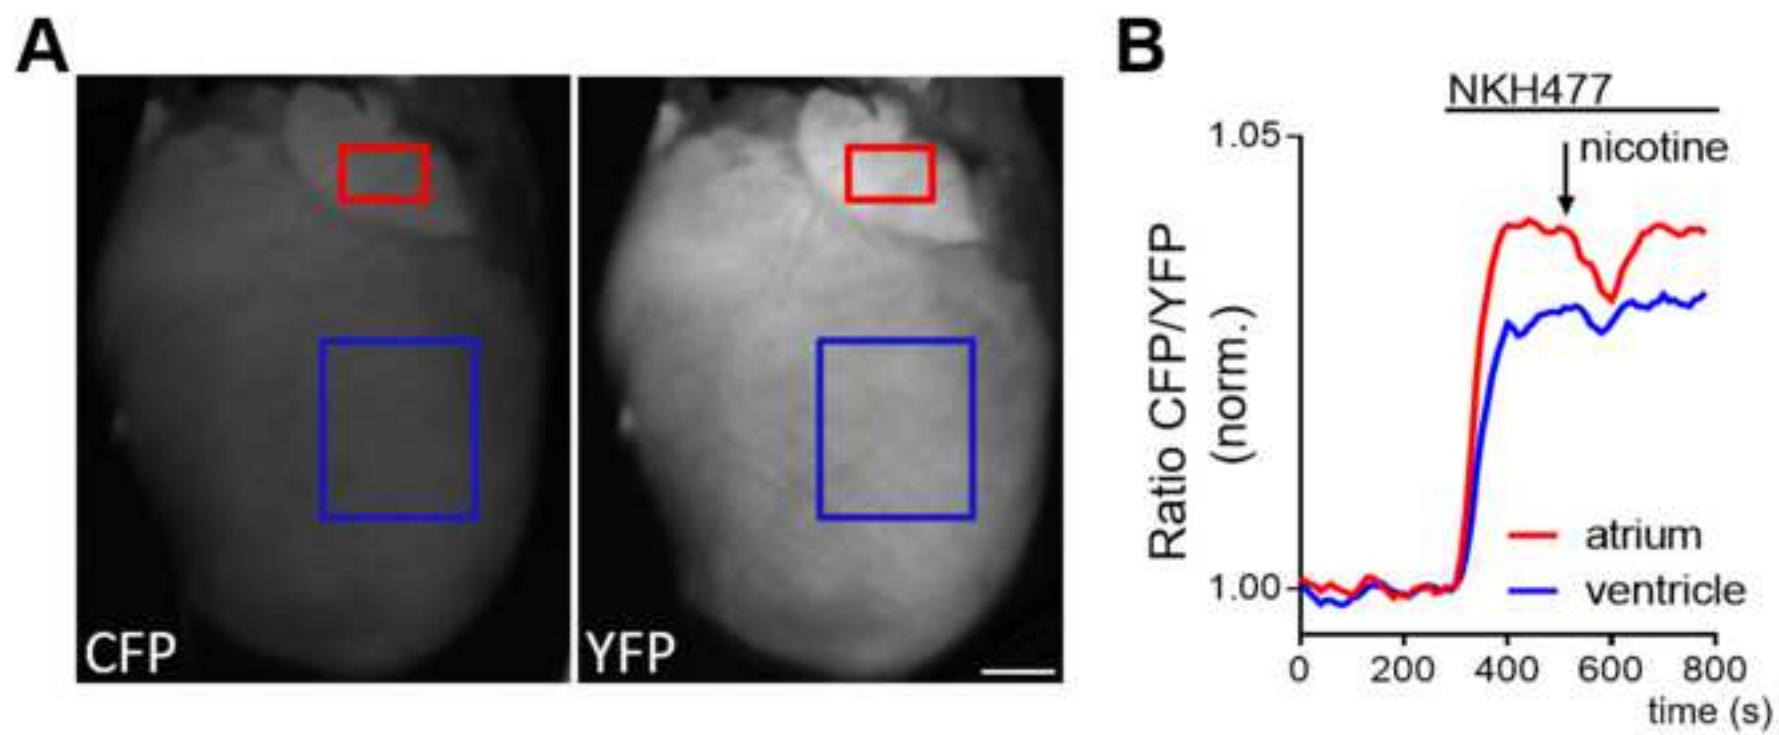 A
CFP
YFP
B
NKH477
nicotine
1.05
1.00
Ratio CFP/YFP
(norm.)
atrium
ventricle
0 200 400 600 800
time (s)